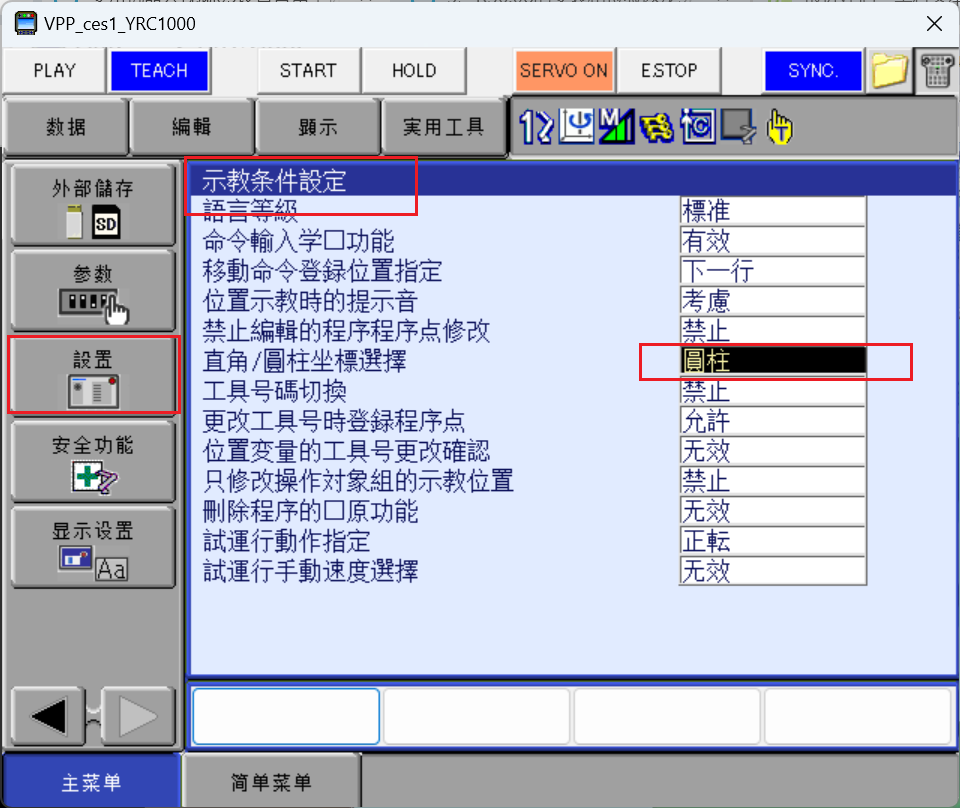 VPP_ces1_YRC1000
PLAY TEACH START HOLD SERVO ON E.STOP SYNC.
数据 編輯 顕示 実用工具
外部儲存
SD
参数
設置
安全功能
显示设置
Aa
示教条件設定
語言等級 標准
命令輸入学□功能 有效
移動命令登録位置指定 下一行
位置示教時的提示音 考慮
禁止編輯的程序程序点修改 禁止
直角/圓柱坐標選擇 圓柱
工具号碼切換 禁止
更改工具号時登録程序点 允許
位置変量的工具号更改確認 无效
只修改操作对象組的示教位置 禁止
刪除程序的□原功能 无效
試運行動作指定 正転
試運行手動速度選擇 无效
主菜单 简单菜单